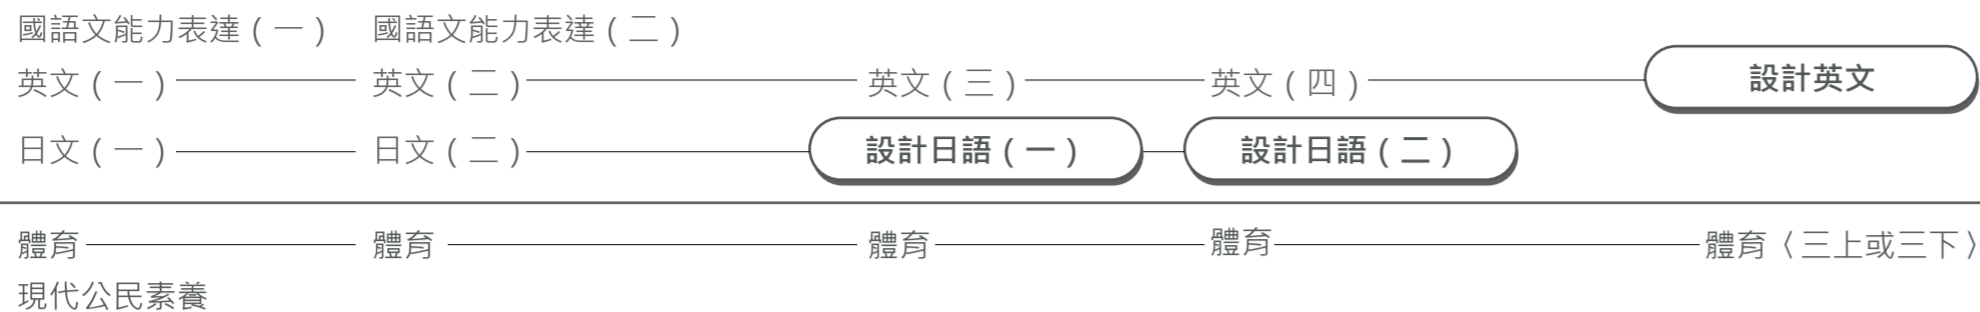 國語文能力表達(一) 國語文能力表達(二)
英文(一) 英文(二) 英文(三) 英文(四) 設計英文
日文(一) 日文(二) 設計日語(一) 設計日語(二)
體育 體育 體育 體育 體育〈三上或三下〉
現代公民素養